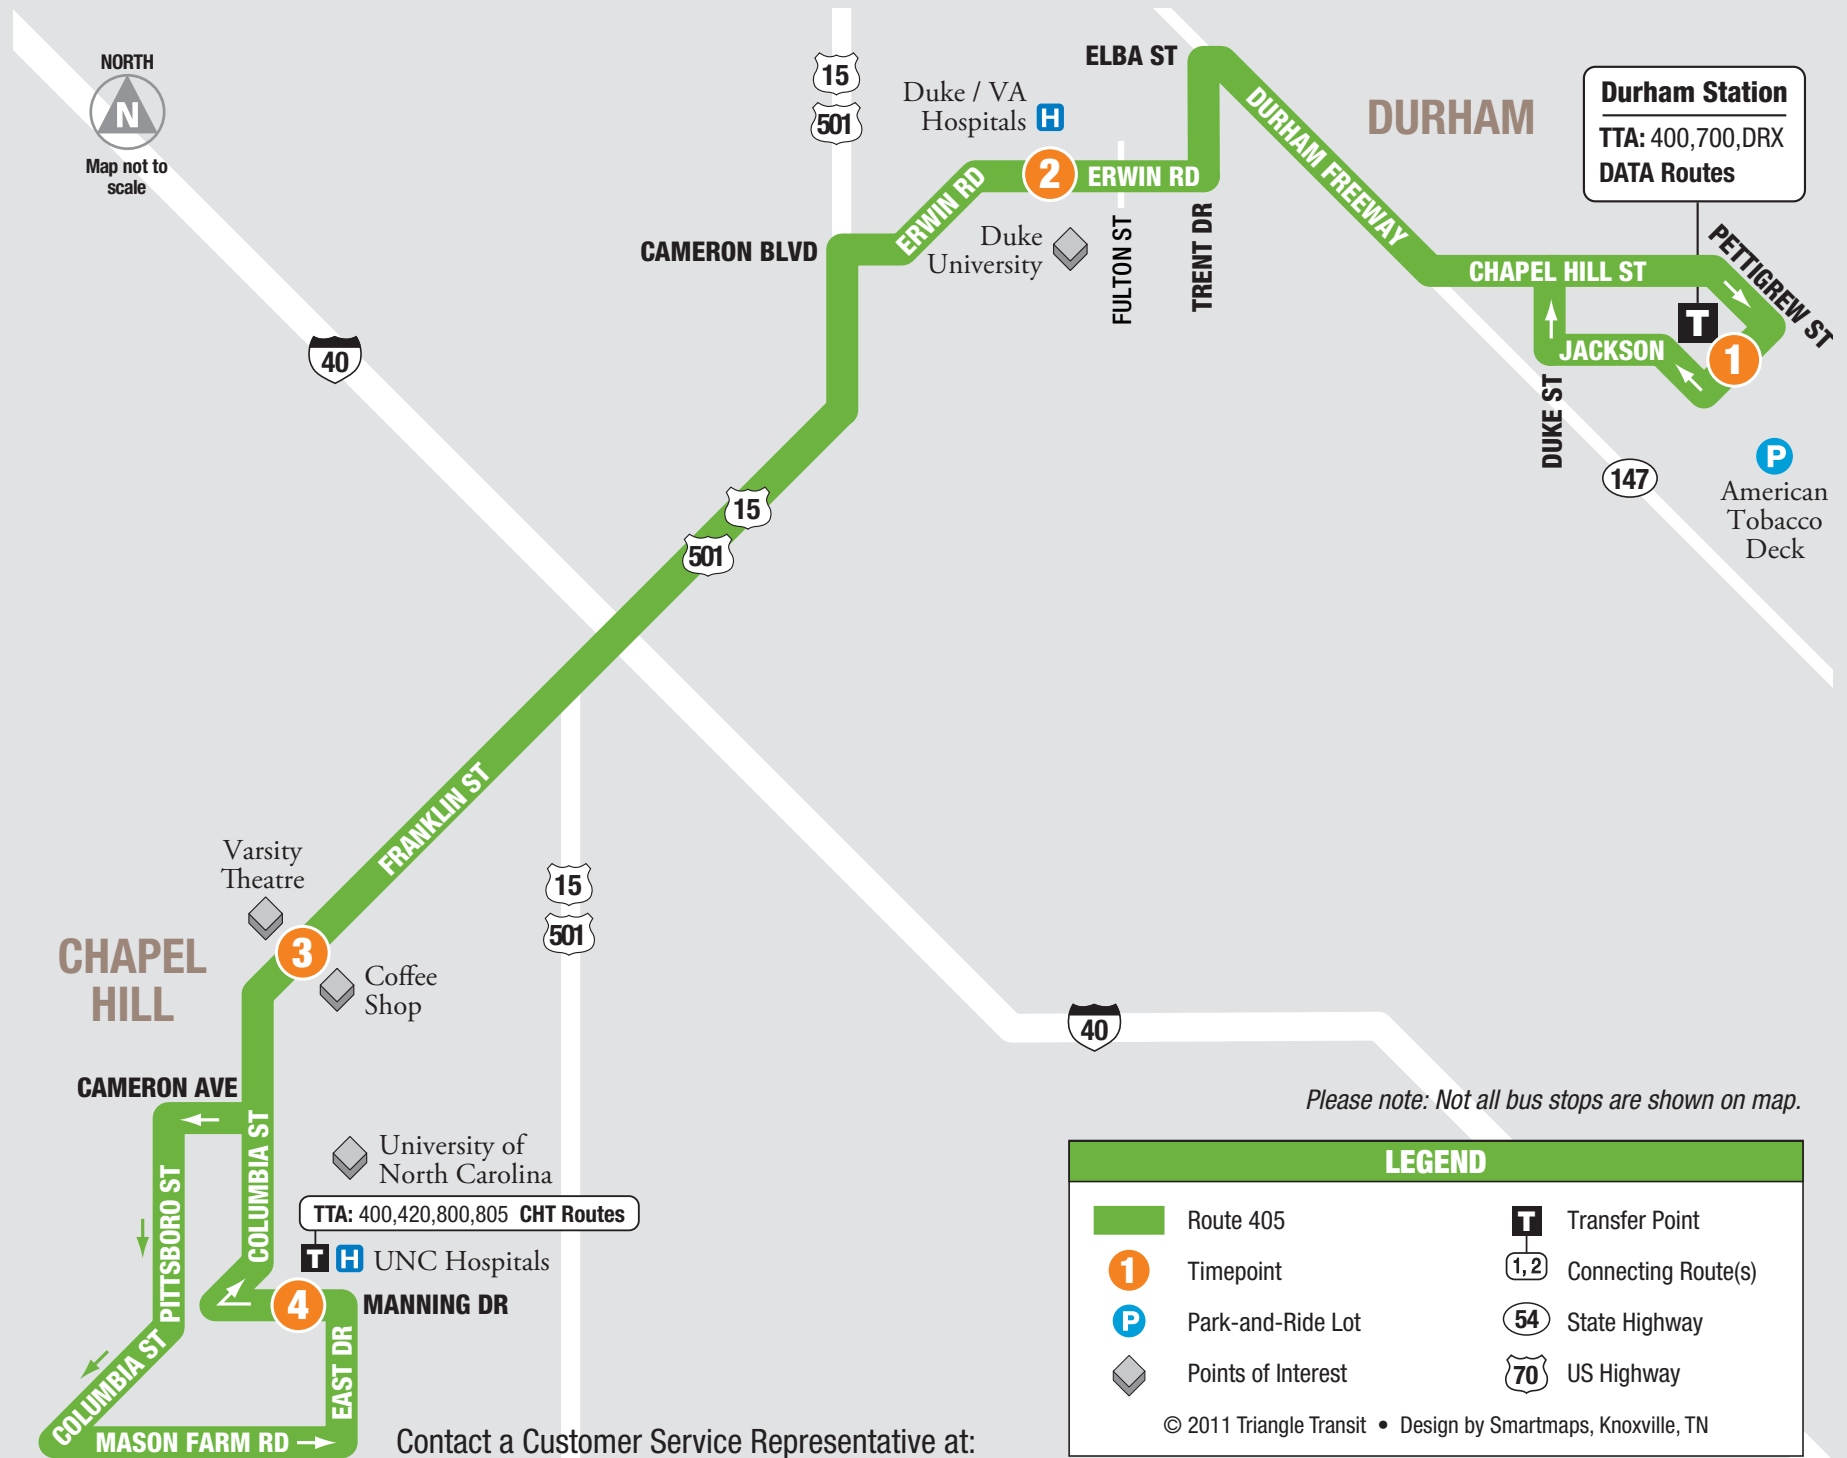 NORTH
N
Map not to
scale
15
501
Duke / VA
Hospitals H
ELBA ST
DURHAM
Durham Station
TTA: 400,700,DRX
DATA Routes
DURHAM FREEWAY
2
ERWIN RD
ERWIN RD
CAMERON BLVD
Duke
University
FULTON ST
TRENT DR
CHAPEL HILL ST
PETTIGREW ST
T
1
JACKSON
DUKE ST
40
147
P
American
Tobacco
Deck
15
501
FRANKLIN ST
Varsity
Theatre
15
501
3
CHAPEL
HILL
Coffee
Shop
40
CAMERON AVE
COLUMBIA ST
PITTSBORO ST
University of
North Carolina
TTA: 400,420,800,805 CHT Routes
T H UNC Hospitals
4
MANNING DR
EAST DR
COLUMBIA ST
MASON FARM RD
Contact a Customer Service Representative at:
Please note: Not all bus stops are shown on map.
LEGEND
Route 405
T Transfer Point
1 Timepoint
1, 2 Connecting Route(s)
P Park-and-Ride Lot
54 State Highway
Points of Interest
70 US Highway
© 2011 Triangle Transit • Design by Smartmaps, Knoxville, TN